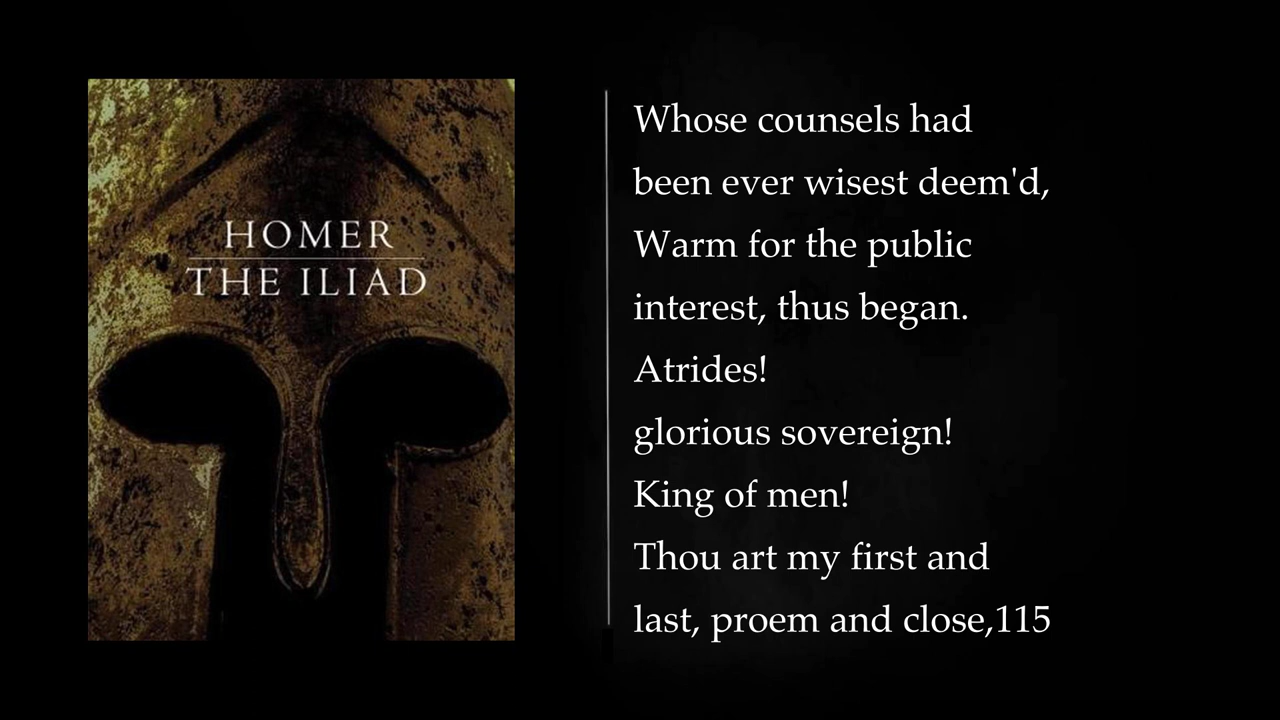 HOMER
THE ILIAD
Whose counsels had
been ever wisest deem'd,
Warm for the public
interest, thus began.
Atrides!
glorious sovereign!
King of men!
Thou art my first and
last, proem and close,115